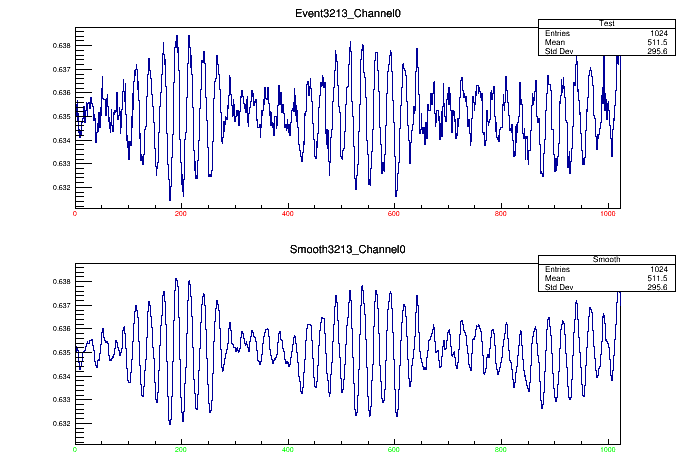 Event3213_Channel0
Test
Entries 1024
Mean 511.5
Std Dev 295.6
0.638
0.637
0.636
0.635
0.634
0.633
0.632
0 200 400 600 800 1000
Smooth3213_Channel0
Smooth
Entries 1024
Mean 511.5
Std Dev 295.6
0.638
0.637
0.636
0.635
0.634
0.633
0.632
0 200 400 600 800 1000